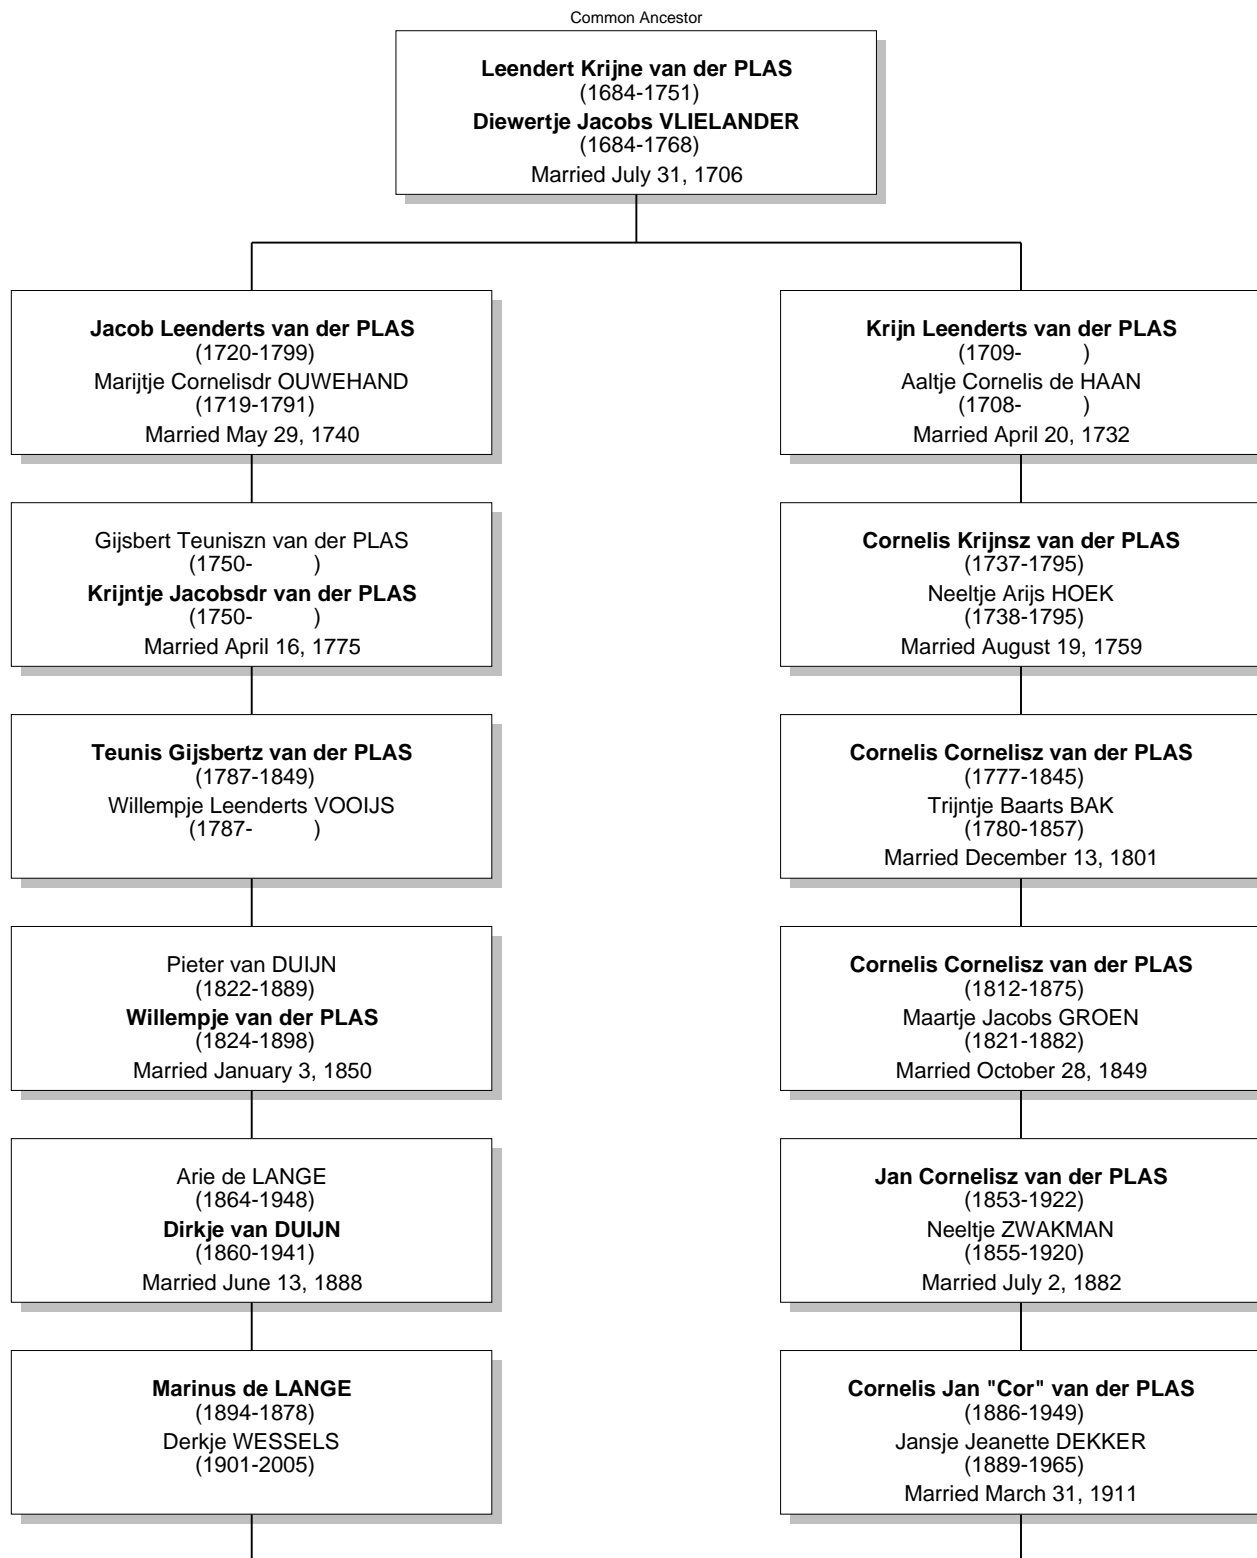 Common Ancestor
Leendert Krijne van der PLAS
(1684-1751)
Diewertje Jacobs VLIELANDER
(1684-1768)
Married July 31, 1706
Jacob Leenderts van der PLAS
(1720-1799)
Marijtje Cornelisdr OUWEHAND
(1719-1791)
Married May 29, 1740
Krijn Leenderts van der PLAS
(1709- )
Aaltje Cornelis de HAAN
(1708- )
Married April 20, 1732
Gijsbert Teuniszn van der PLAS
(1750- )
Krijntje Jacobsdr van der PLAS
(1750- )
Married April 16, 1775
Cornelis Krijnsz van der PLAS
(1737-1795)
Neeltje Arijs HOEK
(1738-1795)
Married August 19, 1759
Teunis Gijsbertz van der PLAS
(1787-1849)
Willempje Leenderts VOOIJS
(1787- )
Cornelis Cornelisz van der PLAS
(1777-1845)
Trijntje Baarts BAK
(1780-1857)
Married December 13, 1801
Pieter van DUIJN
(1822-1889)
Willempje van der PLAS
(1824-1898)
Married January 3, 1850
Cornelis Cornelisz van der PLAS
(1812-1875)
Maartje Jacobs GROEN
(1821-1882)
Married October 28, 1849
Arie de LANGE
(1864-1948)
Dirkje van DUIJN
(1860-1941)
Married June 13, 1888
Jan Cornelisz van der PLAS
(1853-1922)
Neeltje ZWAKMAN
(1855-1920)
Married July 2, 1882
Marinus de LANGE
(1894-1878)
Derkje WESSELS
(1901-2005)
Cornelis Jan "Cor" van der PLAS
(1886-1949)
Jansje Jeanette DEKKER
(1889-1965)
Married March 31, 1911